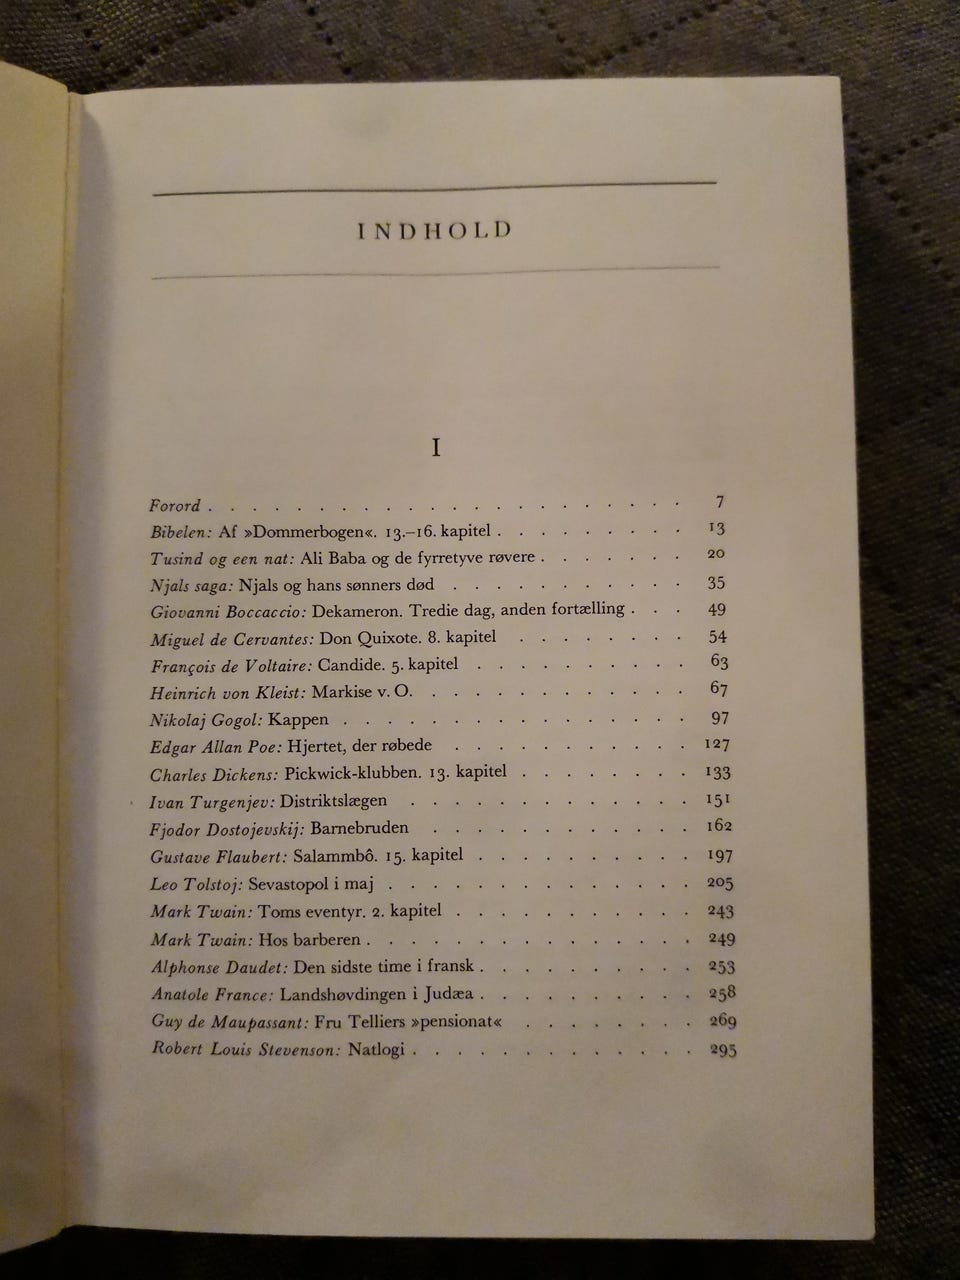 INDHOLD
I
Forord . . . . . . . . . . . . . . . . . . . . . . 7
Bibelen: Af »Dommerbogen«. 13.–16. kapitel . . . . . . . . . 13
Tusind og een nat: Ali Baba og de fyrretyve røvere . . . . . . . 20
Njals saga: Njals og hans sønners død . . . . . . . . . . . 35
Giovanni Boccaccio: Dekameron. Tredie dag, anden fortælling . . . 49
Miguel de Cervantes: Don Quixote. 8. kapitel . . . . . . . . 54
François de Voltaire: Candide. 5. kapitel . . . . . . . . . . 63
Heinrich von Kleist: Markise v. O. . . . . . . . . . . . . 67
Nikolaj Gogol: Kappen . . . . . . . . . . . . . . . . 97
Edgar Allan Poe: Hjertet, der røbede . . . . . . . . . . . 127
Charles Dickens: Pickwick-klubben. 13. kapitel . . . . . . . . 133
Ivan Turgenjev: Distriktslægen . . . . . . . . . . . . . 151
Fjodor Dostojevskij: Barnebruden . . . . . . . . . . . . 162
Gustave Flaubert: Salammbô. 15. kapitel . . . . . . . . . . 197
Leo Tolstoj: Sevastopol i maj . . . . . . . . . . . . . . 205
Mark Twain: Toms eventyr. 2. kapitel . . . . . . . . . . . 243
Mark Twain: Hos barberen . . . . . . . . . . . . . . . 249
Alphonse Daudet: Den sidste time i fransk . . . . . . . . . . 253
Anatole France: Landshøvdingen i Judæa . . . . . . . . . . 258
Guy de Maupassant: Fru Telliers »pensionat« . . . . . . . . 269
Robert Louis Stevenson: Natlogi . . . . . . . . . . . . . 295